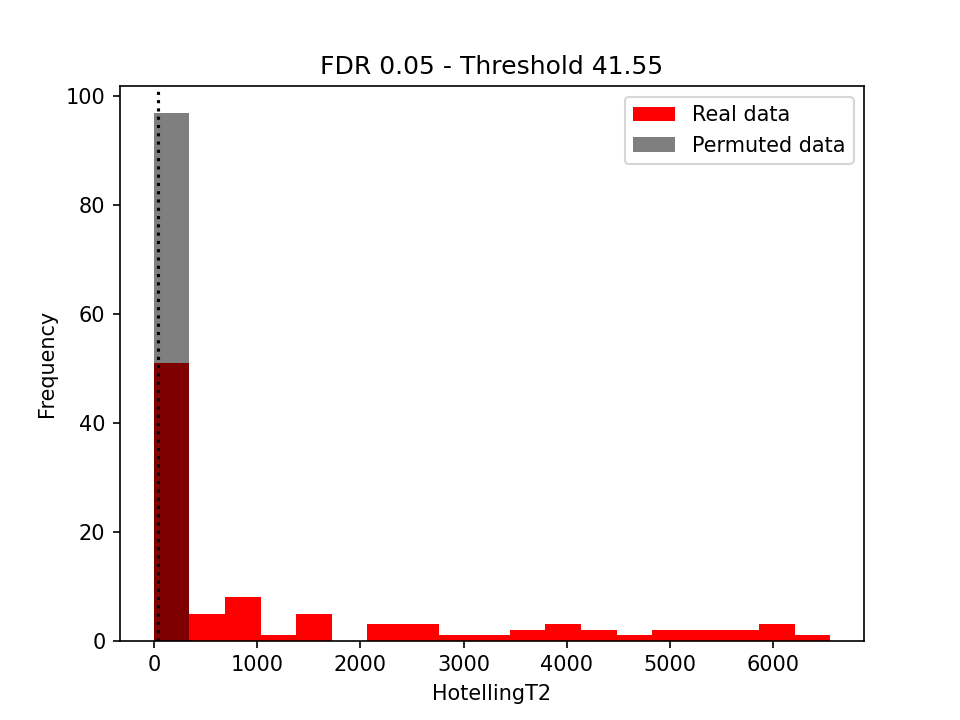 FDR 0.05 - Threshold 41.55
Real data
Permuted data
100
80
60
40
20
0
Frequency
0 1000 2000 3000 4000 5000 6000
HotellingT2